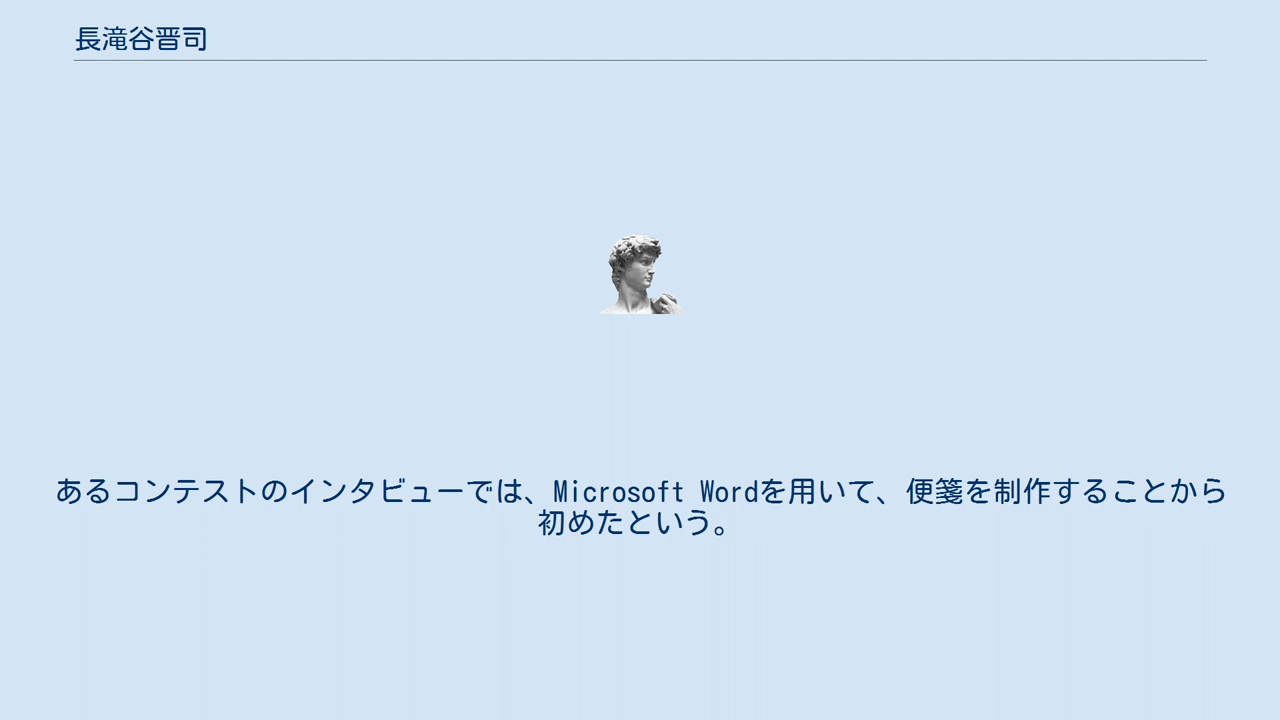 長滝谷晋司
あるコンテストのインタビューでは、Microsoft Wordを用いて、便箋を制作することから
初めたという。